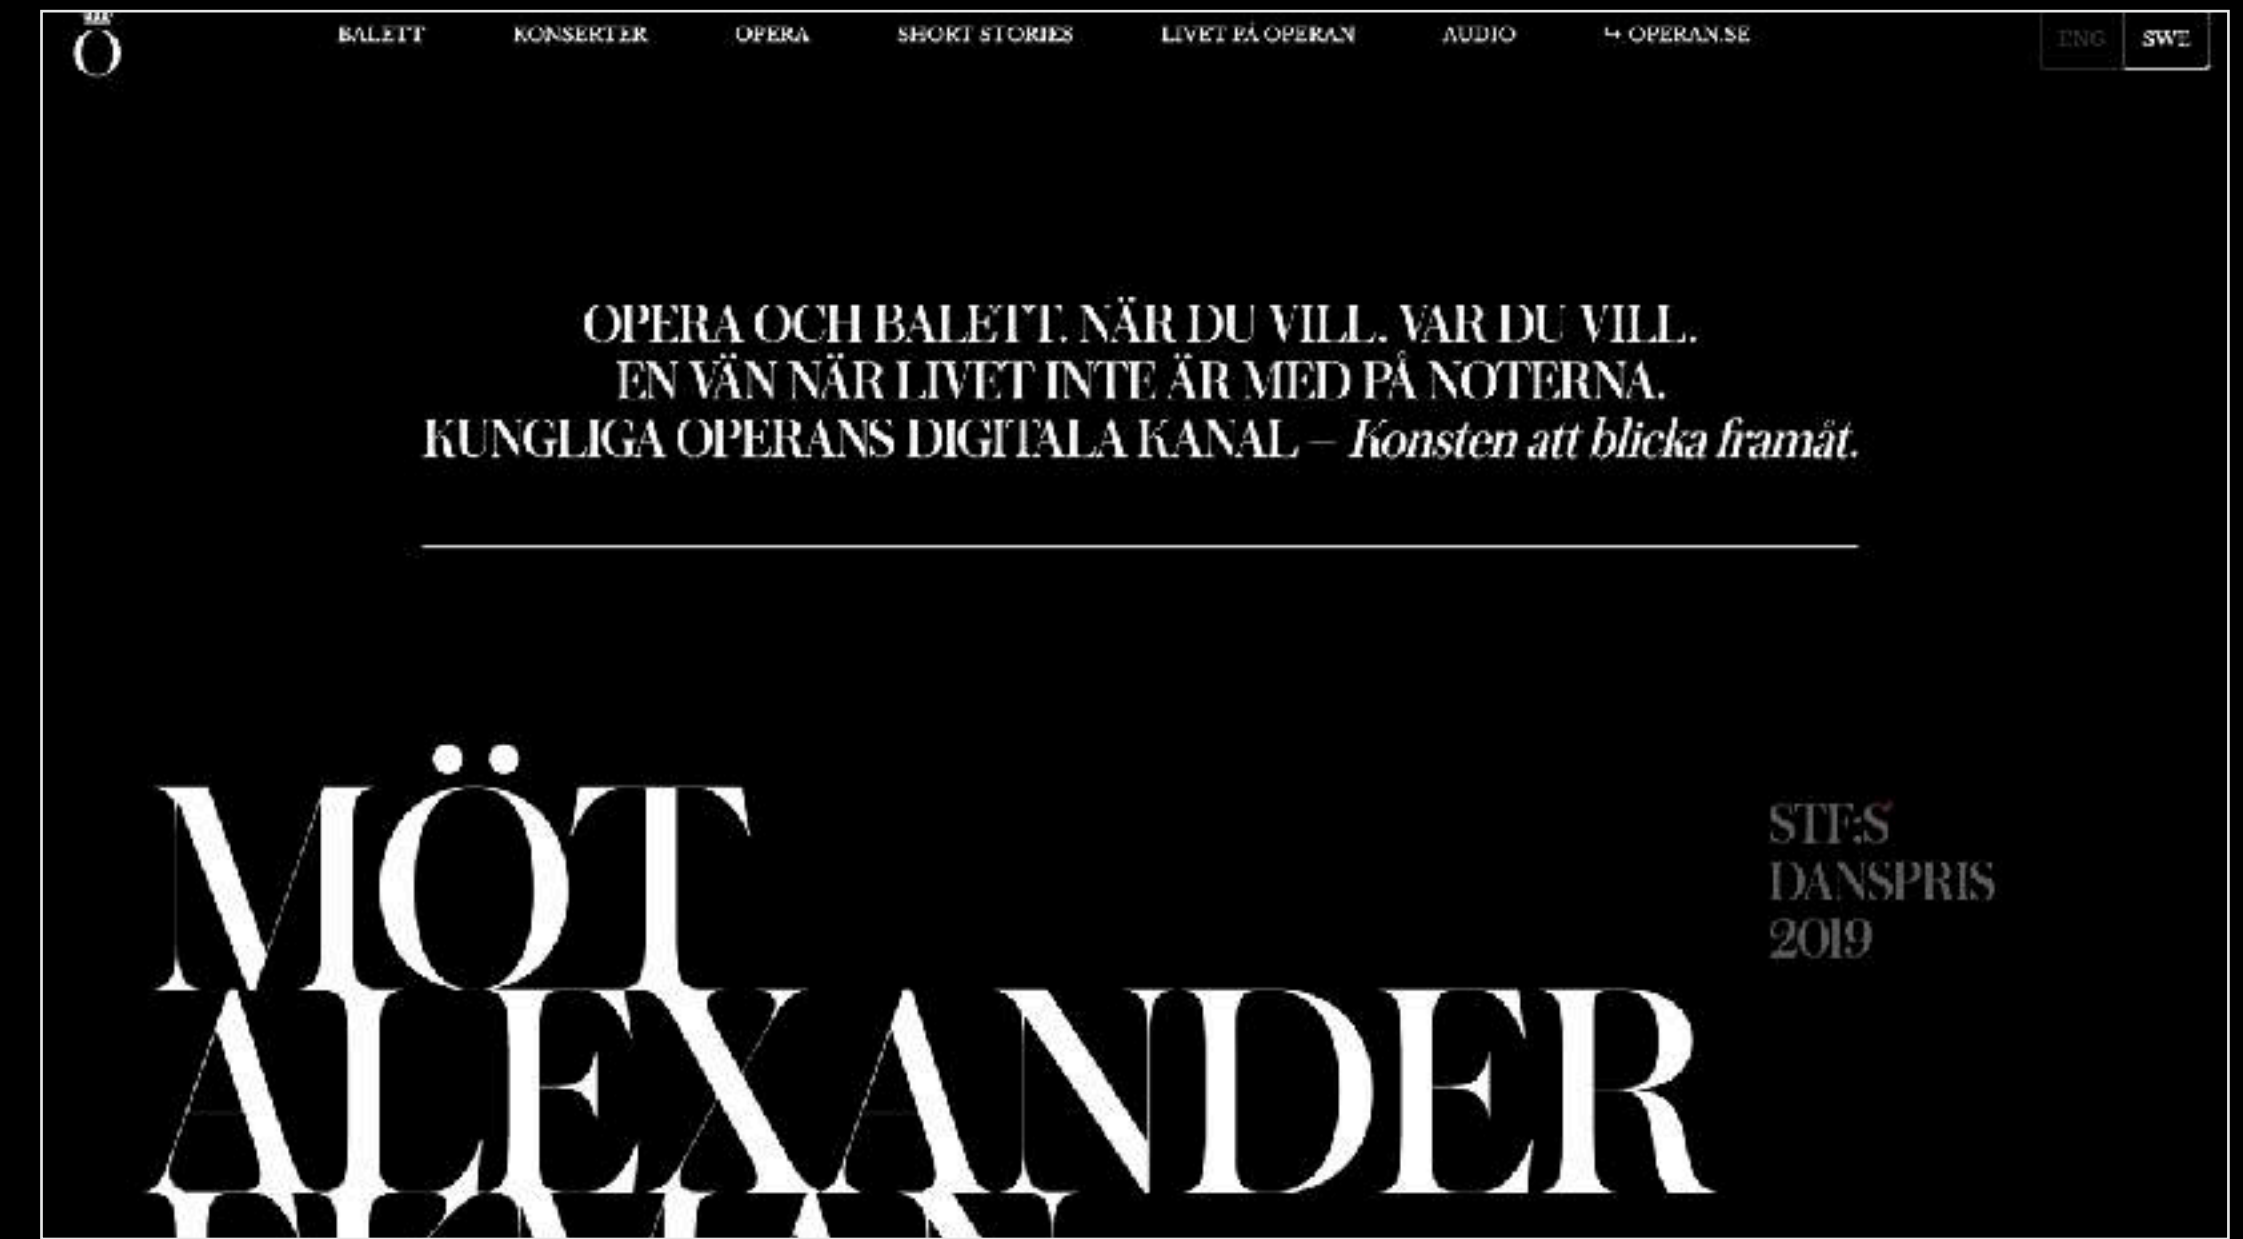 Ö
BALETT KONSERTER OPERA SHORT STORIES LIVET PÅ OPERAN AUDIO ↪ OPERAN.SE ENG SWE
OPERA OCH BALETT. NÄR DU VILL. VAR DU VILL.
EN VÄN NÄR LIVET INTE ÄR MED PÅ NOTERNA.
KUNGLIGA OPERANS DIGITALA KANAL – Konsten att blicka framåt.
MÖT
ALEXANDER
STF:S
DANSPRIS
2019